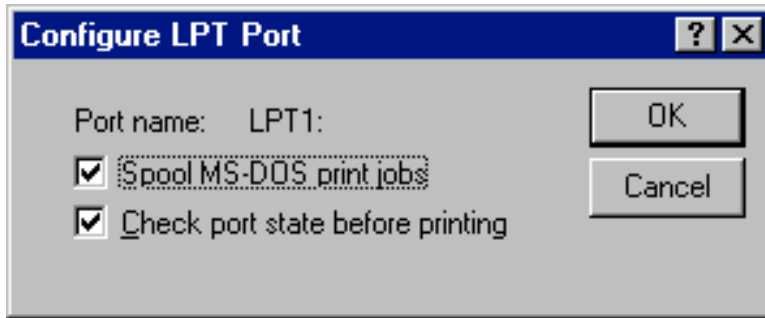 Configure LPT Port
Port name: LPT1:
OK
Spool MS-DOS print jobs
Cancel
Check port state before printing